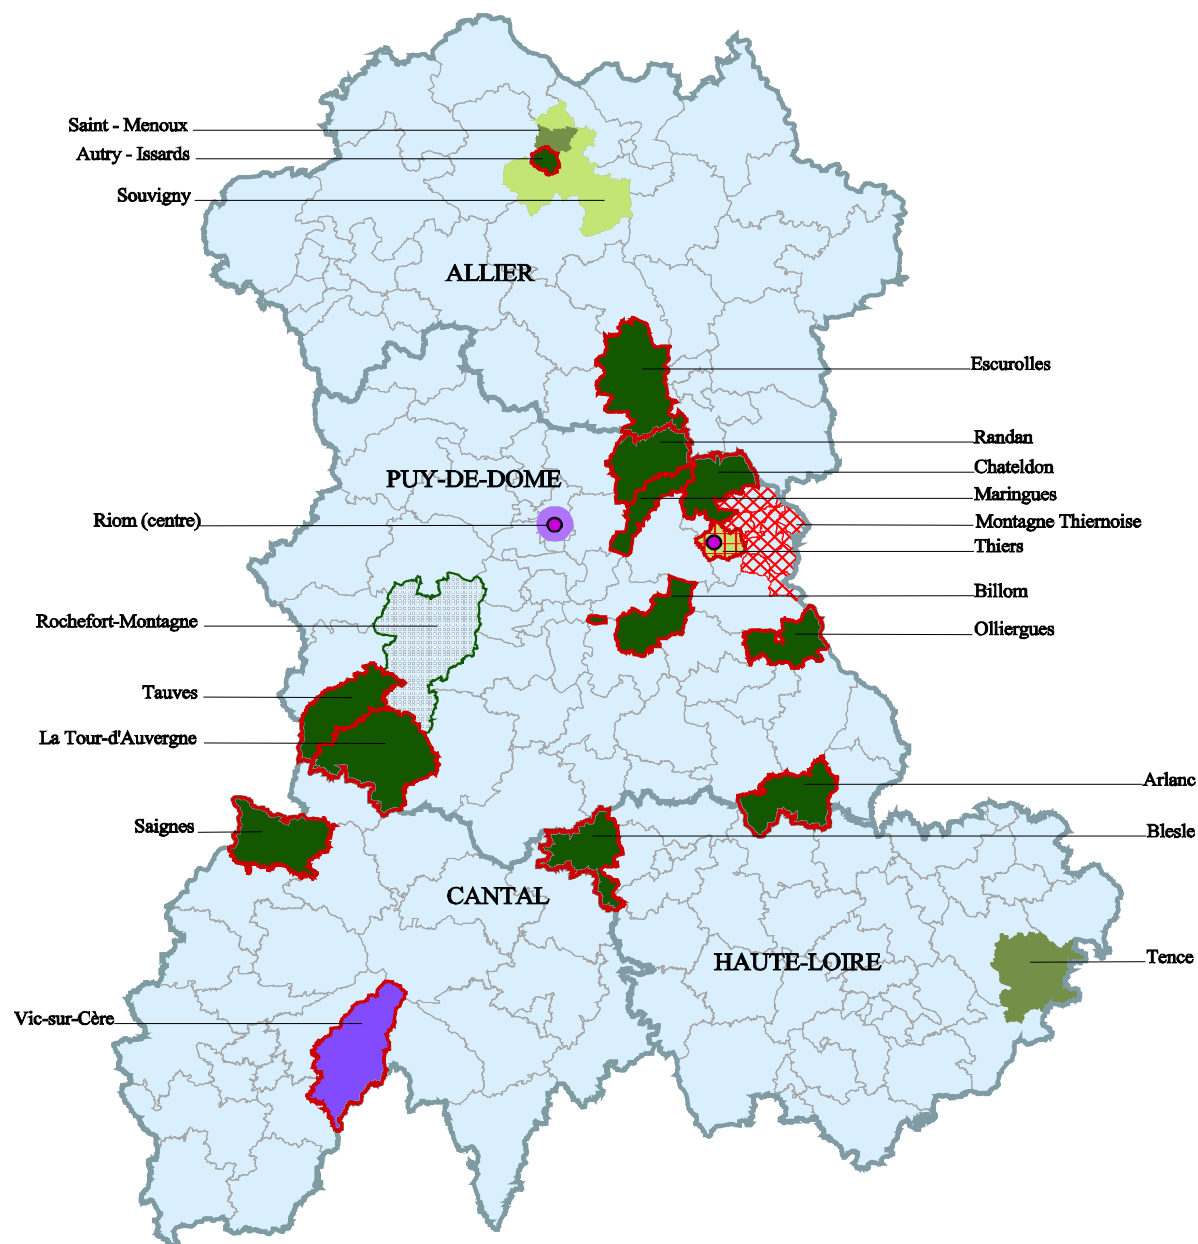 Saint - Menoux
Autry - Issards
Souvigny
ALLIER
Escurolles
Randan
Chateldon
PUY-DE-DOME
Maringues
Riom (centre)
Montagne Thiernoise
Thiers
Billom
Rochefort-Montagne
Olliergues
Tauves
La Tour-d'Auvergne
Arlanc
Saignes
Blesle
CANTAL
Tence
HAUTE-LOIRE
Vic-sur-Cère